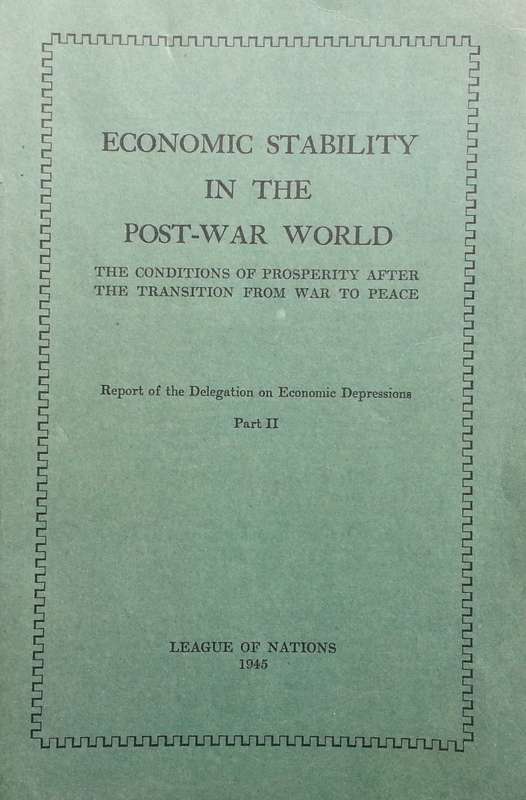 ECONOMIC STABILITY
IN THE
POST-WAR WORLD
THE CONDITIONS OF PROSPERITY AFTER
THE TRANSITION FROM WAR TO PEACE
Report of the Delegation on Economic Depressions
Part II
LEAGUE OF NATIONS
1945